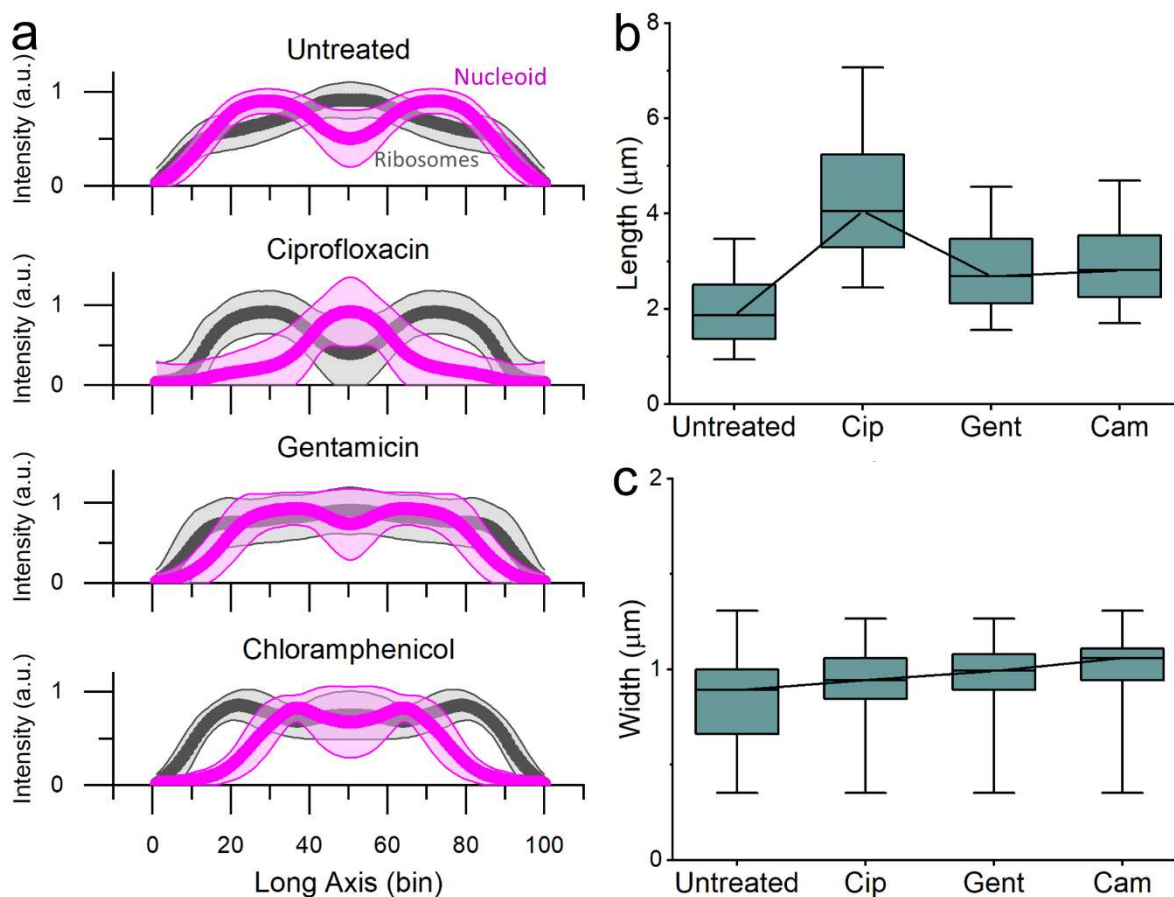 a
Untreated
Intensity (a.u.)
1
0
Nucleoid
Ribosomes
Ciprofloxacin
Intensity (a.u.)
1
0
Gentamicin
Intensity (a.u.)
1
0
Chloramphenicol
Intensity (a.u.)
1
0
0 20 40 60 80 100
Long Axis (bin)
b
Length (μm)
8
6
4
2
0
Untreated Cip Gent Cam
c
Width (μm)
2
1
0
Untreated Cip Gent Cam